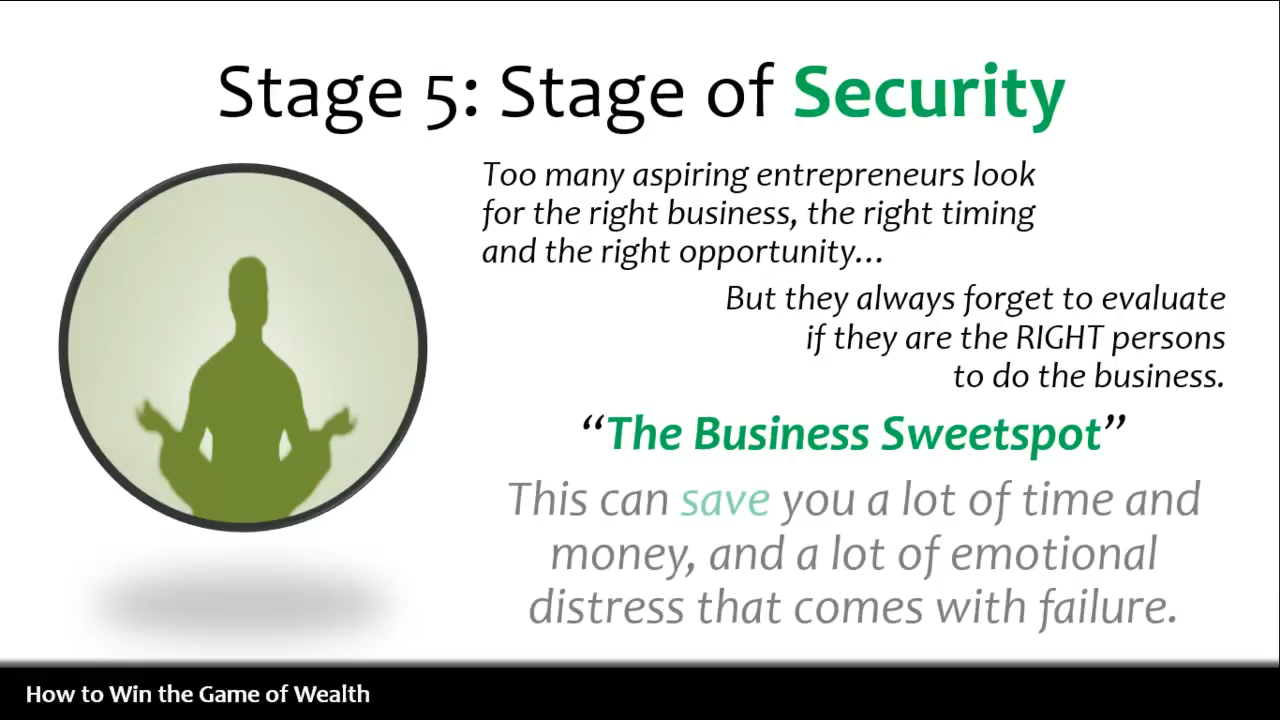 Stage 5: Stage of Security
Too many aspiring entrepreneurs look
for the right business, the right timing
and the right opportunity...
But they always forget to evaluate
if they are the RIGHT persons
to do the business.
“The Business Sweetspot”
This can save you a lot of time and
money, and a lot of emotional
distress that comes with failure.
How to Win the Game of Wealth